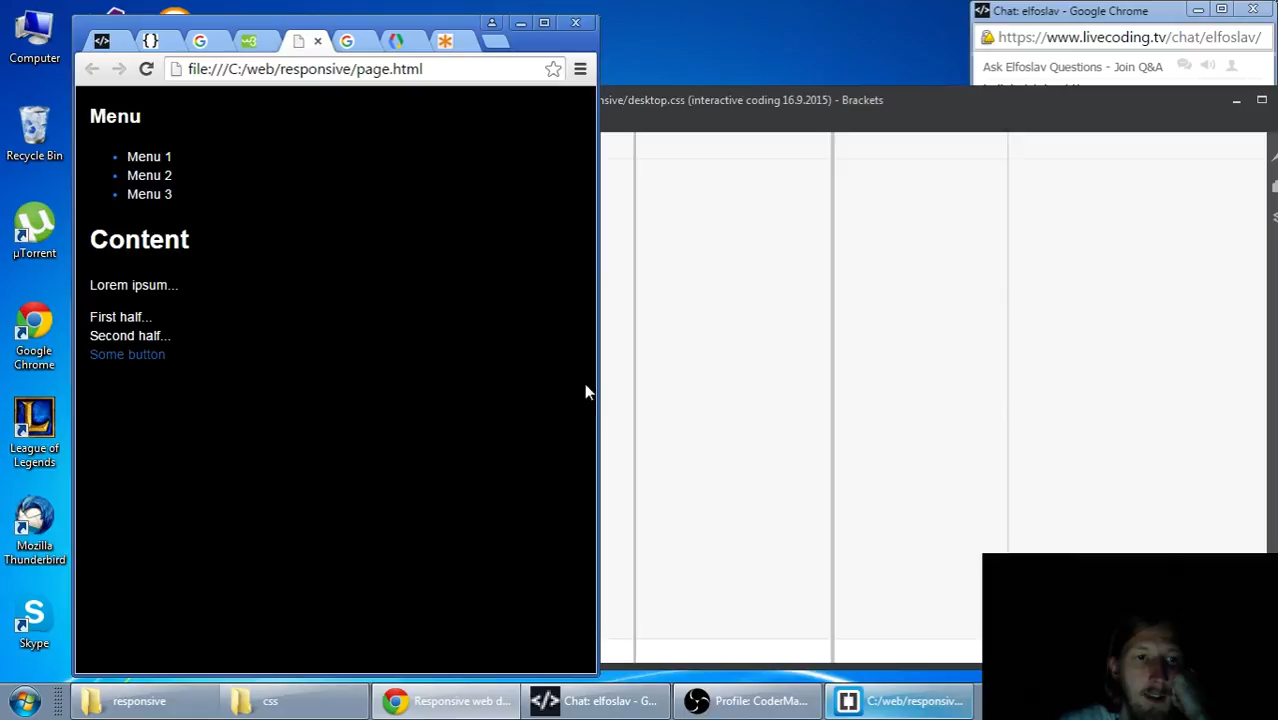 Computer
Recycle Bin
µTorrent
Google
Chrome
League of
Legends
Mozilla
Thunderbird
Skype
file:///C:/web/responsive/page.html
Menu
Menu 1
Menu 2
Menu 3
Content
Lorem ipsum...
First half...
Second half...
Some button
Chat: elfoslav - Google Chrome
https://www.livecoding.tv/chat/elfoslav/
Ask Elfoslav Questions - Join Q&A
nsive/desktop.css (interactive coding 16.9.2015) - Brackets
responsive
css
Responsive web d...
Chat: elfoslav - G...
Profile: CoderMa...
C:/web/responsiv...